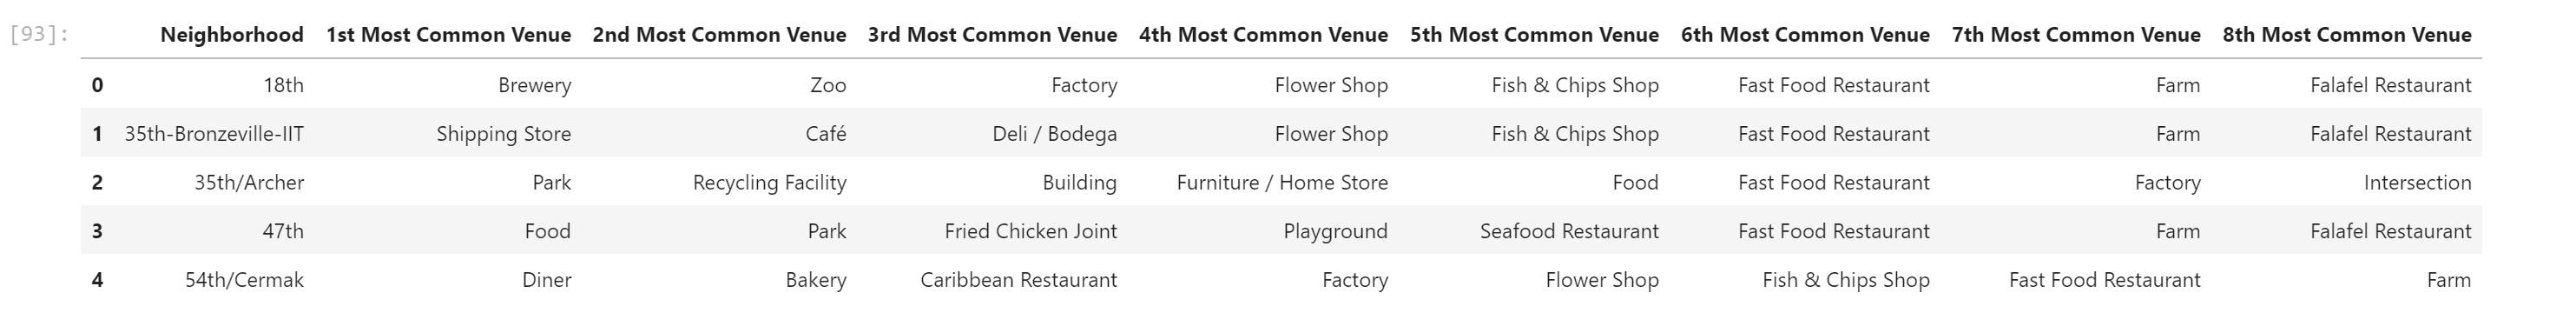 [93]: Neighborhood 1st Most Common Venue 2nd Most Common Venue 3rd Most Common Venue 4th Most Common Venue 5th Most Common Venue 6th Most Common Venue 7th Most Common Venue 8th Most Common Venue
0 18th Brewery Zoo Factory Flower Shop Fish & Chips Shop Fast Food Restaurant Farm Falafel Restaurant
1 35th-Bronzeville-IIT Shipping Store Café Deli / Bodega Flower Shop Fish & Chips Shop Fast Food Restaurant Farm Falafel Restaurant
2 35th/Archer Park Recycling Facility Building Furniture / Home Store Food Fast Food Restaurant Factory Intersection
3 47th Food Park Fried Chicken Joint Playground Seafood Restaurant Fast Food Restaurant Farm Falafel Restaurant
4 54th/Cermak Diner Bakery Caribbean Restaurant Factory Flower Shop Fish & Chips Shop Fast Food Restaurant Farm